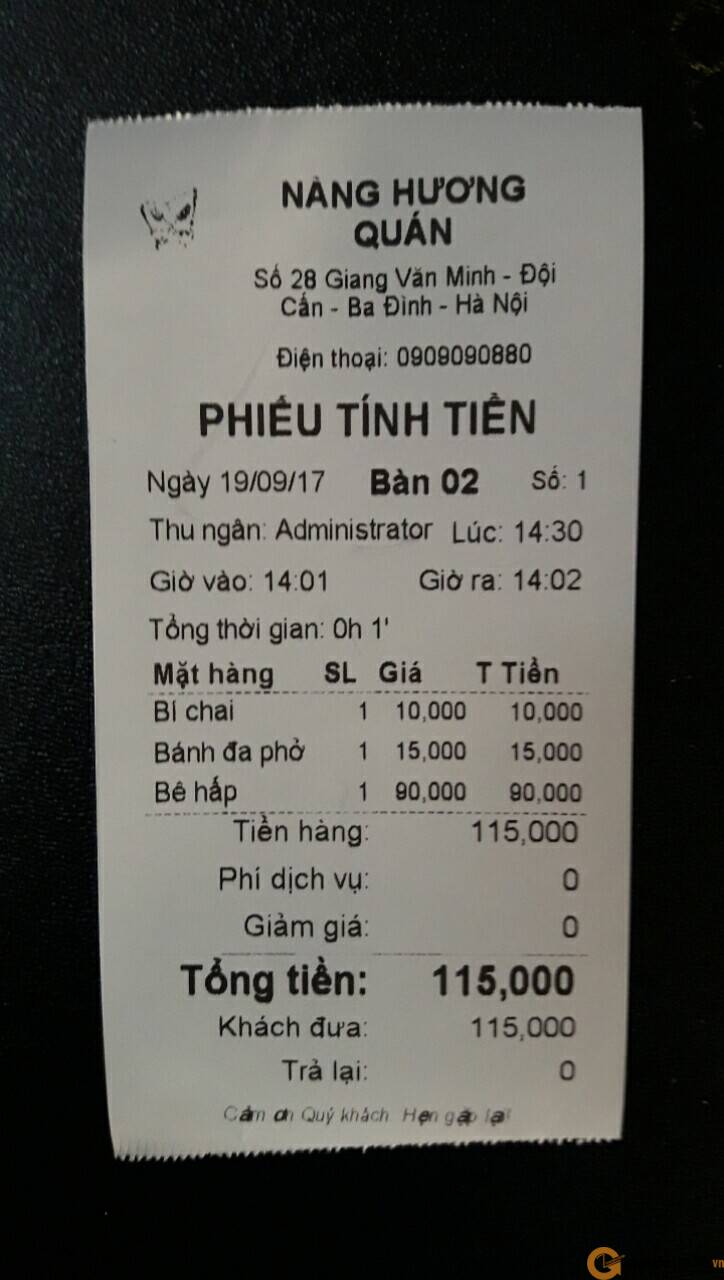 NÀNG HƯƠNG
QUÁN
Số 28 Giang Văn Minh - Đội
Cấn - Ba Đình - Hà Nội
Điện thoại: 0909090880
PHIẾU TÍNH TIỀN
Ngày 19/09/17 Bàn 02 Số: 1
Thu ngân: Administrator Lúc: 14:30
Giờ vào: 14:01 Giờ ra: 14:02
Tổng thời gian: 0h 1'
Mặt hàng SL Giá T Tiền
Bí chai 1 10,000 10,000
Bánh đa phở 1 15,000 15,000
Bê hấp 1 90,000 90,000
Tiền hàng: 115,000
Phí dịch vụ: 0
Giảm giá: 0
Tổng tiền: 115,000
Khách đưa: 115,000
Trả lại: 0
Cảm ơn Quý khách Hẹn gặp lại